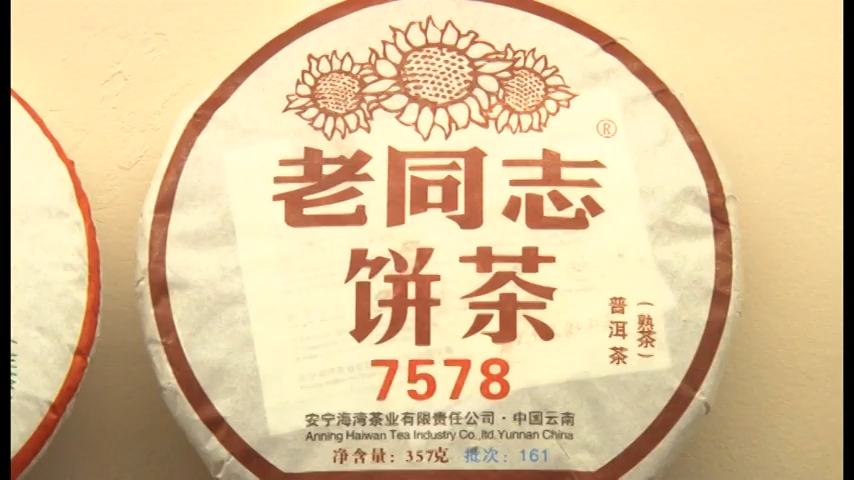 ®
老同志
饼茶
普洱茶
(熟茶)
7578
安宁海湾茶业有限责任公司·中国云南
Anning Haiwan Tea Industry Co.,ltd.Yunnan China
净含量：357克 批次：161